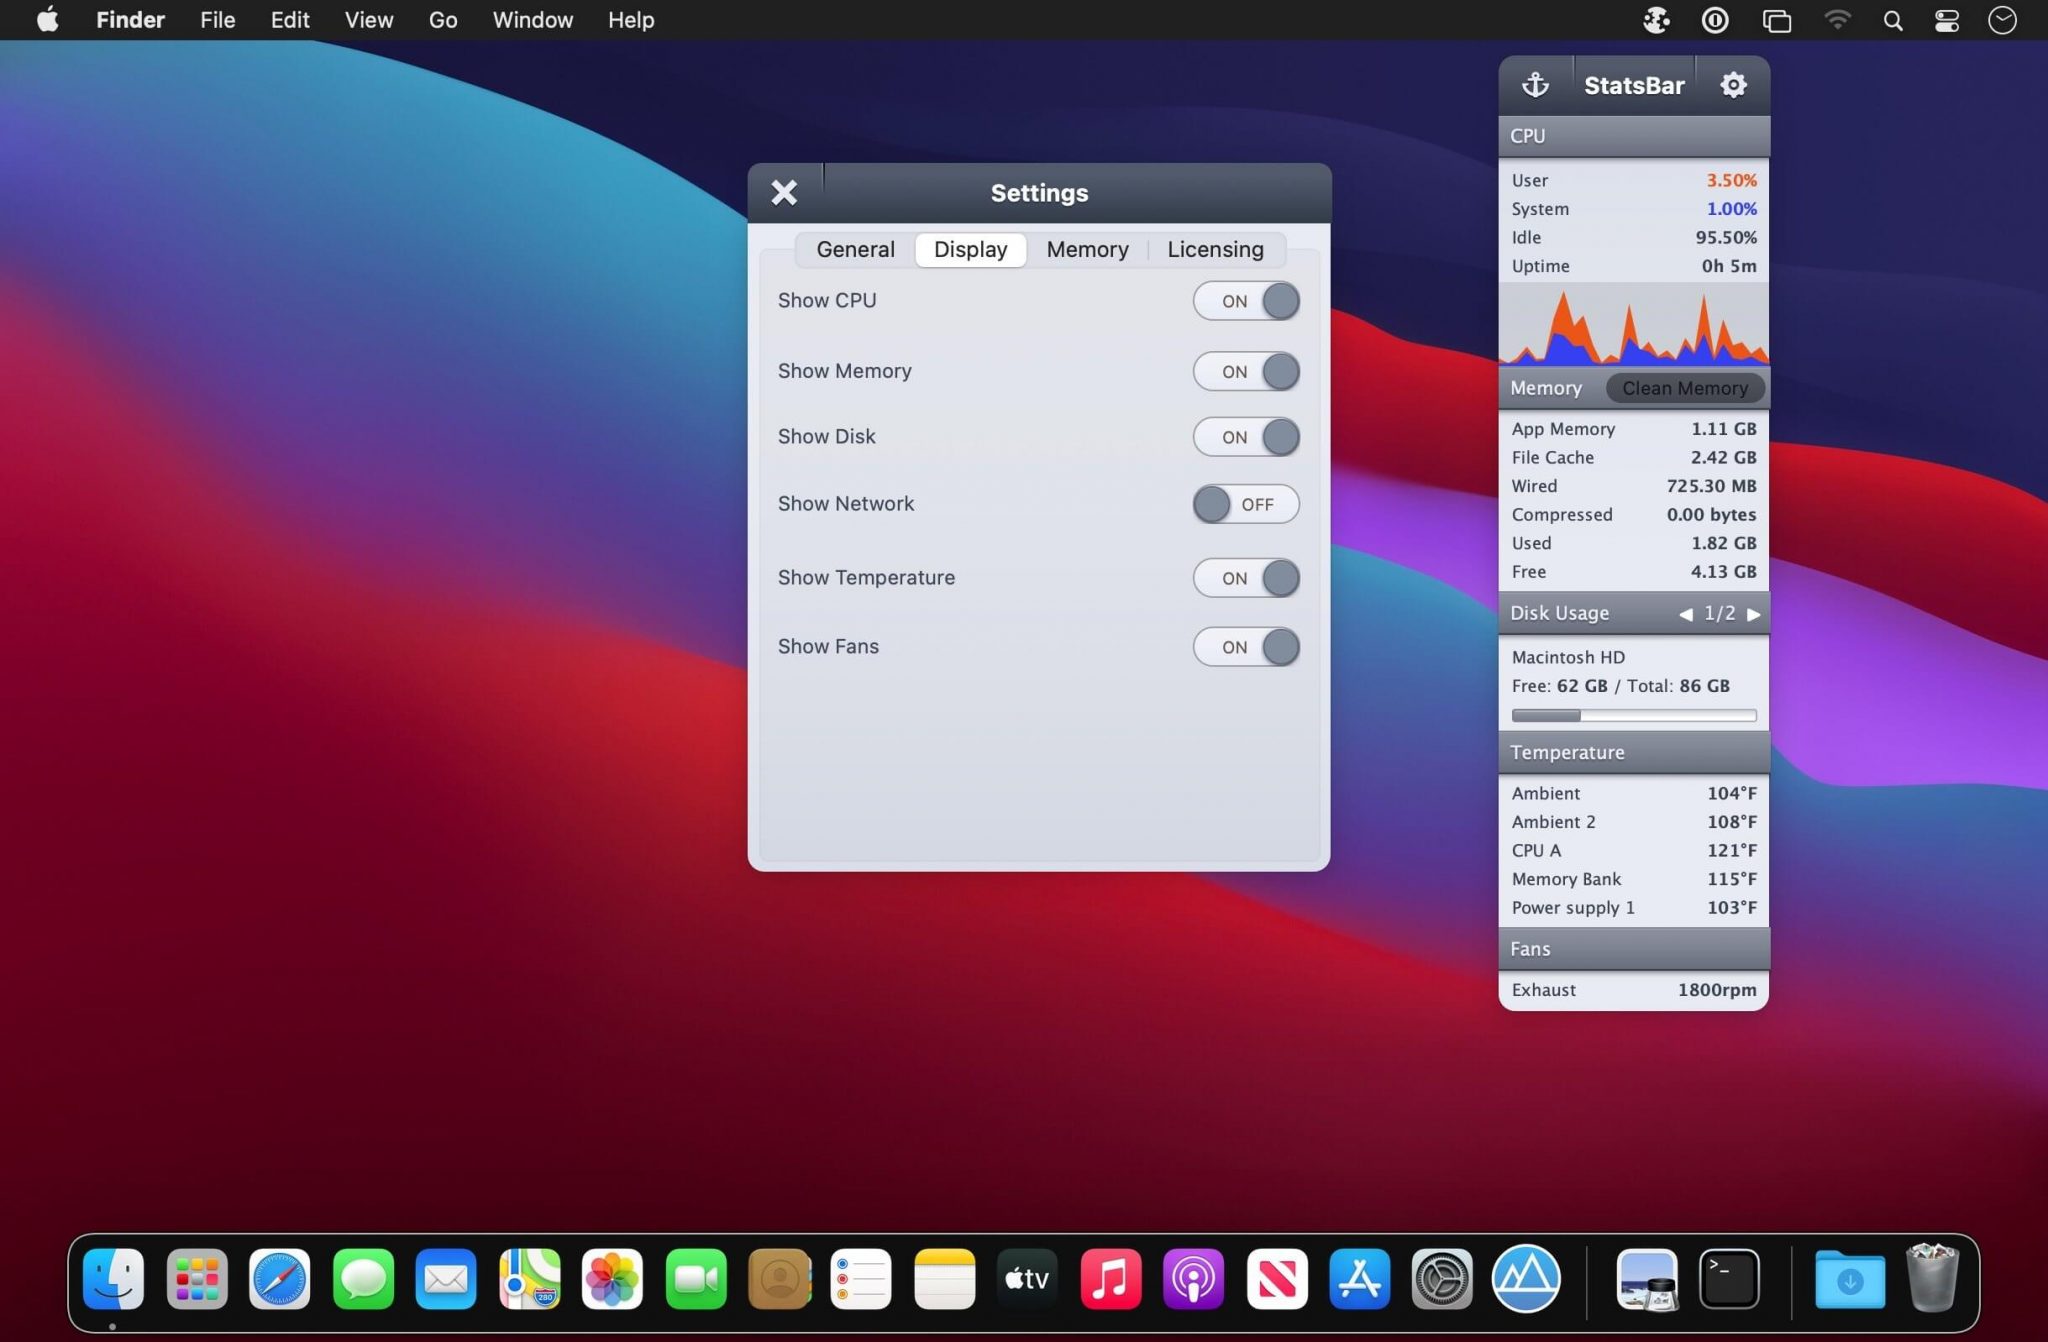 Finder File Edit View Go Window Help
StatsBar
CPU
User 3.50%
System 1.00%
Idle 95.50%
Uptime 0h 5m
Memory Clean Memory
App Memory 1.11 GB
File Cache 2.42 GB
Wired 725.30 MB
Compressed 0.00 bytes
Used 1.82 GB
Free 4.13 GB
Disk Usage 1/2
Macintosh HD
Free: 62 GB / Total: 86 GB
Temperature
Ambient 104°F
Ambient 2 108°F
CPU A 121°F
Memory Bank 115°F
Power supply 1 103°F
Fans
Exhaust 1800rpm
Settings
General Display Memory Licensing
Show CPU ON
Show Memory ON
Show Disk ON
Show Network OFF
Show Temperature ON
Show Fans ON
280
tv
>_